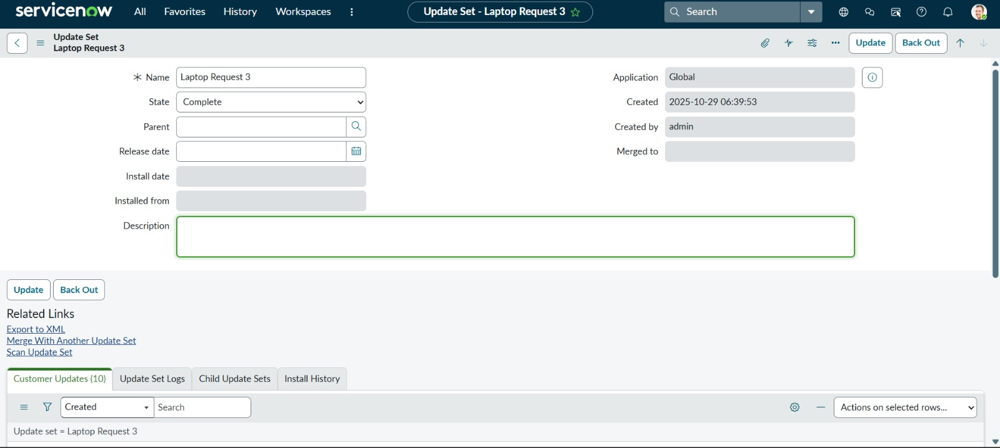 servicenow All Favorites History Workspaces Update Set - Laptop Request 3 Search
Update Set
Laptop Request 3
Update Back Out
* Name Laptop Request 3
State Complete
Parent
Release date
Install date
Installed from
Description
Application Global
Created 2025-10-29 06:39:53
Created by admin
Merged to
Update Back Out
Related Links
Export to XML
Merge With Another Update Set
Scan Update Set
Customer Updates (10) Update Set Logs Child Update Sets Install History
Created Search Actions on selected rows...
Update set = Laptop Request 3